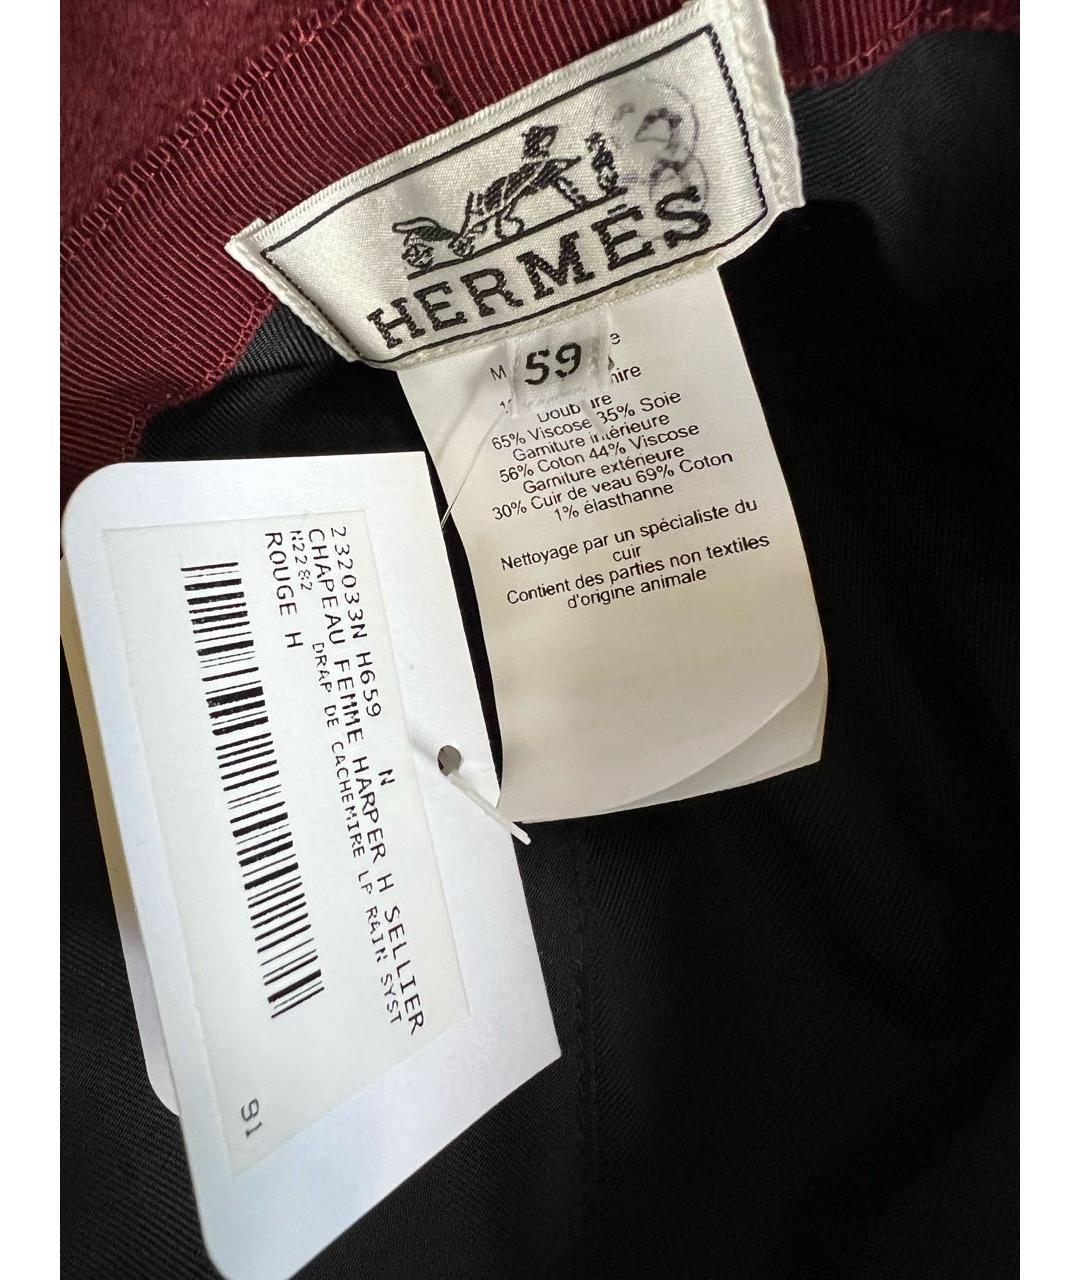 HERMES
59
65% Viscose 35% Soie
Garniture intérieure
56% Coton 44% Viscose
Garniture extérieure
30% Cuir de veau 69% Coton
1% élasthanne
Nettoyage par un spécialiste du
cuir
Contient des parties non textiles
d'origine animale
232033N H659 N
CHAPEAU FEMME HARPER H SELLIER
DRAP DE CACHEMIRE LP RAIN SYST
N2282
ROUGE H
91